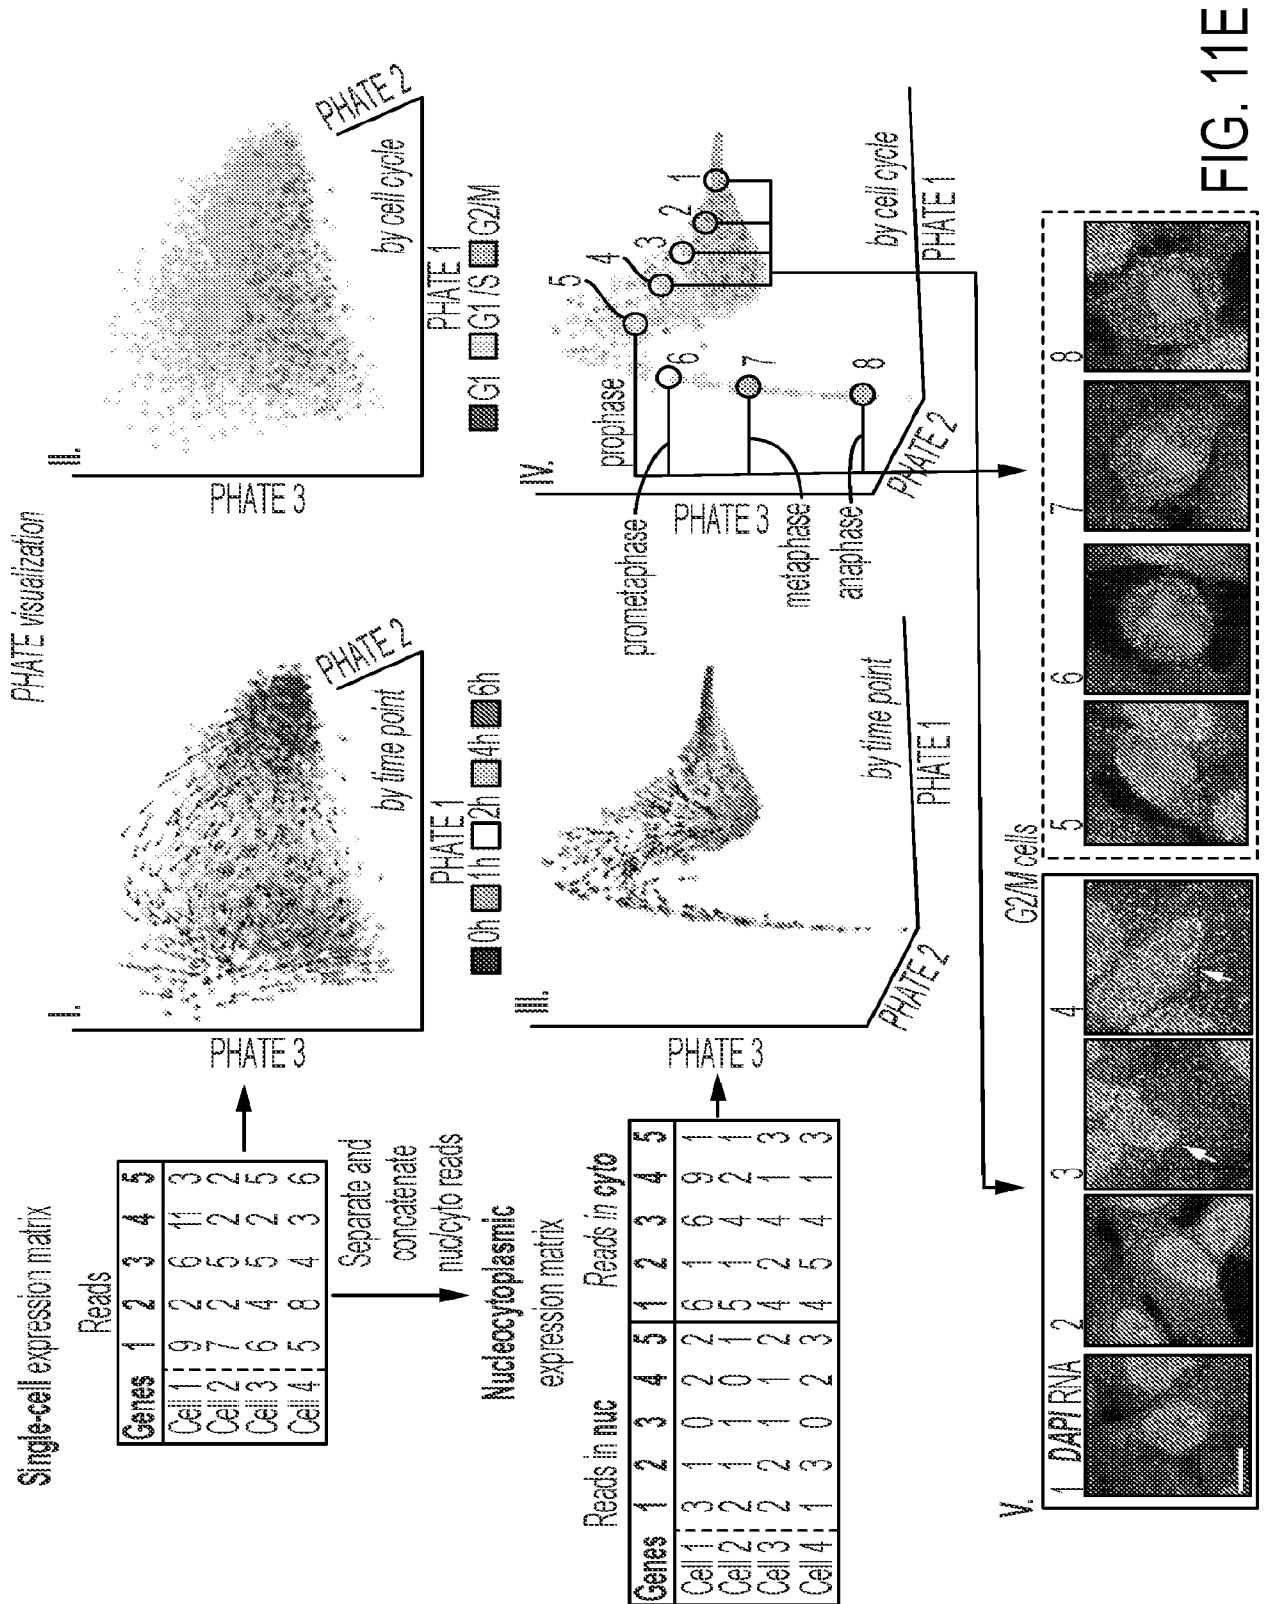 PHATE visualization
Single-cell expression matrix
Reads
Genes 1 2 3 4 5
Cell 1 9 2 6 11 3
Cell 2 7 2 5 2 2
Cell 3 6 4 5 2 5
Cell 4 5 8 4 3 6
Separate and
concatenate
nuc/cyto reads
Nucleocytoplasmic
expression matrix
Reads in nuc Reads in cyto
Genes 1 2 3 4 5 1 2 3 4 5
Cell 1 3 1 0 2 2 6 1 6 9 1
Cell 2 2 1 1 0 1 5 1 4 2 1
Cell 3 2 2 1 1 2 4 2 4 1 3
Cell 4 1 3 0 2 3 4 5 4 1 3
I.
PHATE 3
by time point
PHATE 2
PHATE 1
0h 1h 2h 4h 6h
II.
PHATE 3
by cell cycle
PHATE 2
PHATE 1
G1 G1/S G2/M
III.
PHATE 3
by time point
PHATE 2
PHATE 1
IV.
PHATE 3
prophase
prometaphase
metaphase
anaphase
5
4
3
2
1
6
7
8
by cell cycle
PHATE 2
PHATE 1
V.
G2/M cells
1 DAPI RNA 2 3 4 5 6 7 8
FIG. 11E